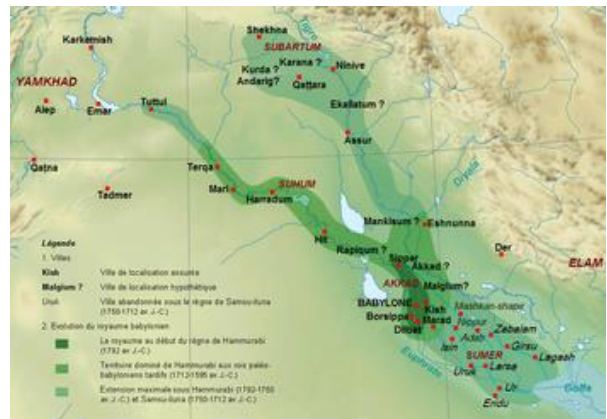 Karkemish
Shekhna
Tigre
SUBARTUM
Karana ?
Kurda ?
Ninive
Andarig ?
Qattara
YAMKHAD
Alep
Emar
Tuttul
Ekallatum ?
Assur
Qatna
Terqa
Tadmer
Mari
SUHUM
Harradum
Diyala
Mankisum ?
Eshnunna
Hit
Rapiqum ?
Der
Sippar
Akkad ?
ELAM
AKKAD
Malgium ?
BABYLONE
Kish
Mashkan-shapir
Borsippa
Marad
Nippur
Dilbat
Zabalam
Adab
Isin
Girsu
Lagash
Euphrate
SUMER
Uruk
Larsa
Ur
Golfe
Eridu
Légende
1. Villes
Kish Ville de localisation assurée
Malgium ? Ville de localisation hypothétique
Uruk Ville abandonnée sous le règne de Samsu-iluna
(1750-1712 av. J.-C.)
2. Evolution du royaume babylonien
Le royaume au début du règne de Hammurabi
(1792 av. J.-C.)
Territoire dominé de Hammurabi aux rois paléo-
babyloniens tardifs (1712-1595 av. J.-C.)
Extension maximale sous Hammurabi (1792-1750
av. J.-C.) et Samsu-iluna (1750-1712 av. J.-C.)